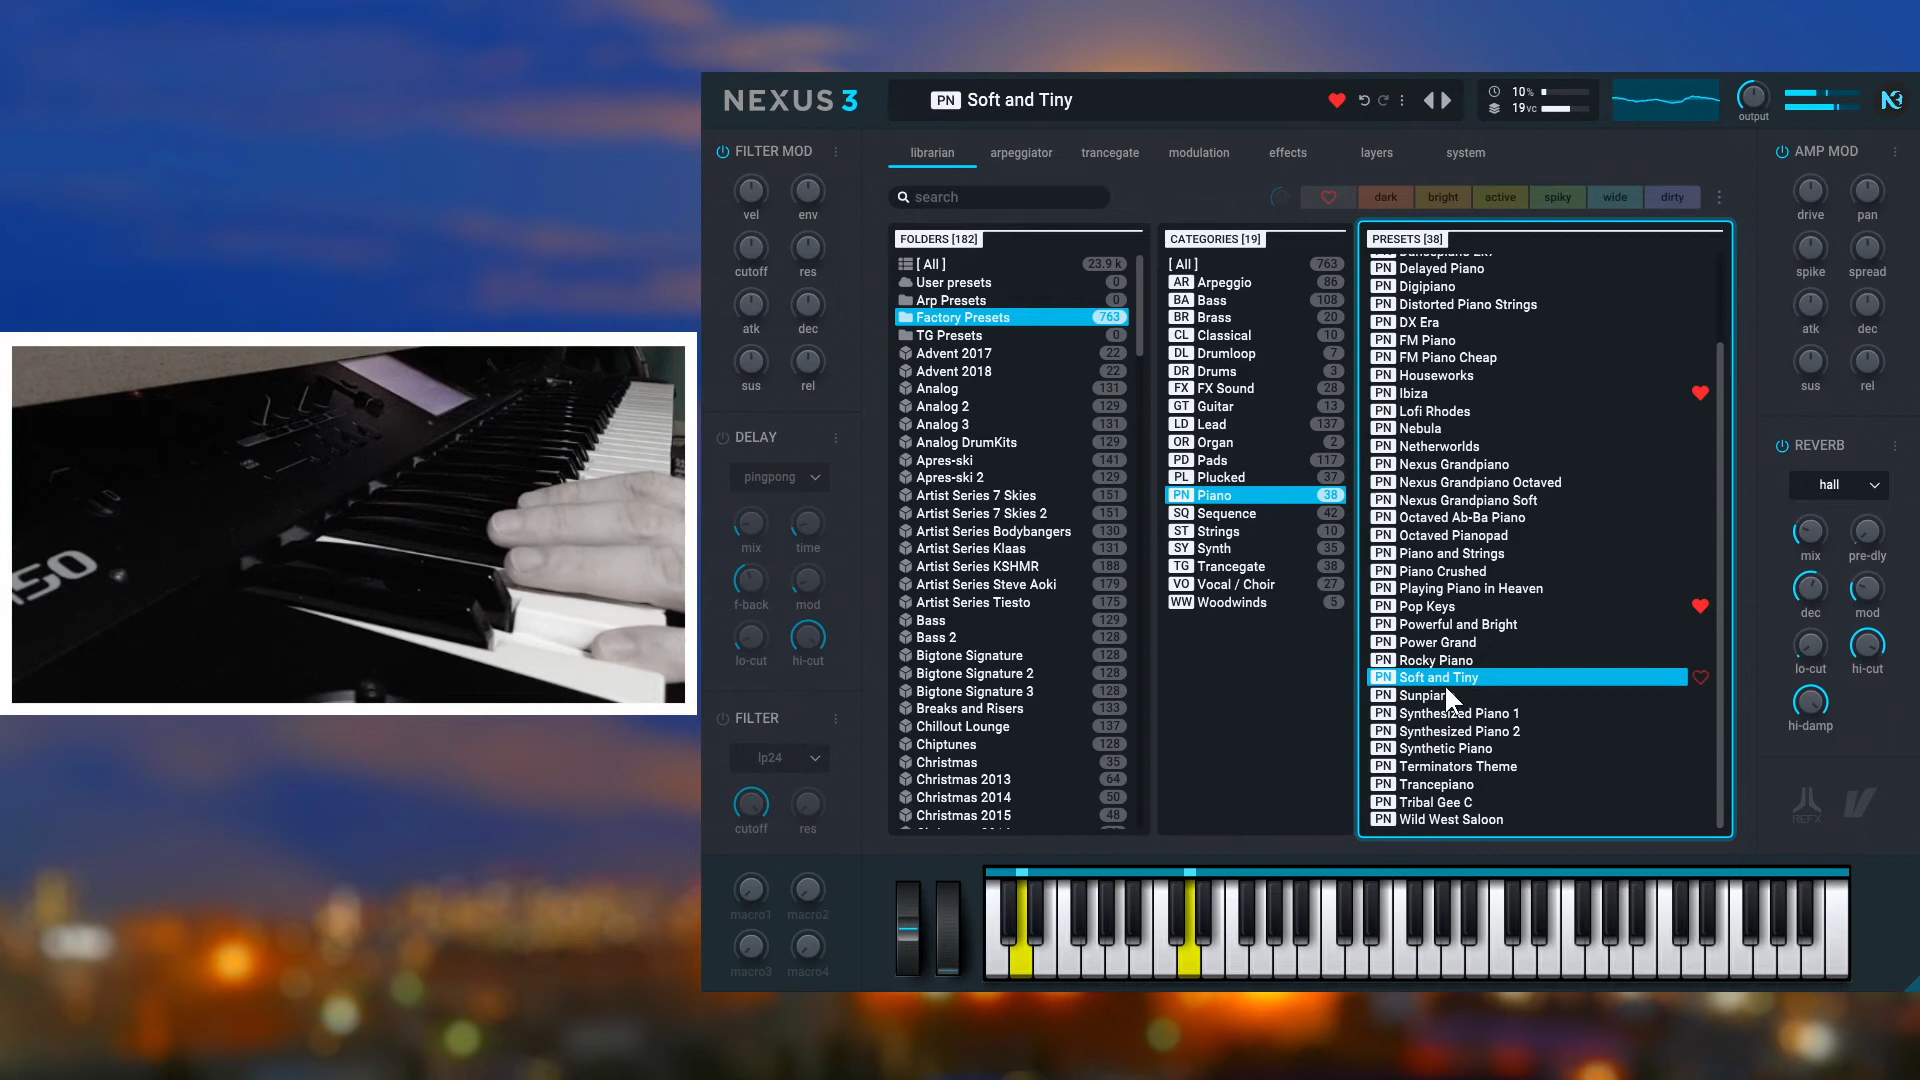 NEXUS 3
PN Soft and Tiny
10%
19vc
output
N3
FILTER MOD
vel env
cutoff res
atk dec
sus rel
DELAY
pingpong
mix time
f-back mod
lo-cut hi-cut
FILTER
lp24
cutoff res
macro1 macro2
macro3 macro4
librarian arpeggiator trancegate modulation effects layers system
search
dark bright active spiky wide dirty
FOLDERS [182]
[ All ] 23.9 k
User presets 0
Arp Presets 0
Factory Presets 763
TG Presets 0
Advent 2017 22
Advent 2018 22
Analog 131
Analog 2 129
Analog 3 131
Analog DrumKits 129
Apres-ski 141
Apres-ski 2 129
Artist Series 7 Skies 151
Artist Series 7 Skies 2 151
Artist Series Bodybangers 130
Artist Series Klaas 131
Artist Series KSHMR 188
Artist Series Steve Aoki 179
Artist Series Tiesto 175
Bass 129
Bass 2 128
Bigtone Signature 128
Bigtone Signature 2 128
Bigtone Signature 3 128
Breaks and Risers 133
Chillout Lounge 137
Chiptunes 128
Christmas 35
Christmas 2013 64
Christmas 2014 50
Christmas 2015 48
CATEGORIES [19]
[ All ] 763
AR Arpeggio 86
BA Bass 108
BR Brass 20
CL Classical 10
DL Drumloop 7
DR Drums 3
FX FX Sound 28
GT Guitar 13
LD Lead 137
OR Organ 2
PD Pads 117
PL Plucked 37
PN Piano 38
SQ Sequence 42
ST Strings 10
SY Synth 35
TG Trancegate 38
VO Vocal / Choir 27
WW Woodwinds 5
PRESETS [38]
PN Delayed Piano
PN Digipiano
PN Distorted Piano Strings
PN DX Era
PN FM Piano
PN FM Piano Cheap
PN Houseworks
PN Ibiza
PN Lofi Rhodes
PN Nebula
PN Netherworlds
PN Nexus Grandpiano
PN Nexus Grandpiano Octaved
PN Nexus Grandpiano Soft
PN Octaved Ab-Ba Piano
PN Octaved Pianopad
PN Piano and Strings
PN Piano Crushed
PN Playing Piano in Heaven
PN Pop Keys
PN Powerful and Bright
PN Power Grand
PN Rocky Piano
PN Soft and Tiny
PN
PN Synthesized Piano 1
PN Synthesized Piano 2
PN Synthetic Piano
PN Terminators Theme
PN Trancepiano
PN Tribal Gee C
PN Wild West Saloon
AMP MOD
drive pan
spike spread
atk dec
sus rel
REVERB
hall
mix pre-dly
dec mod
lo-cut hi-cut
hi-damp
REFX
150